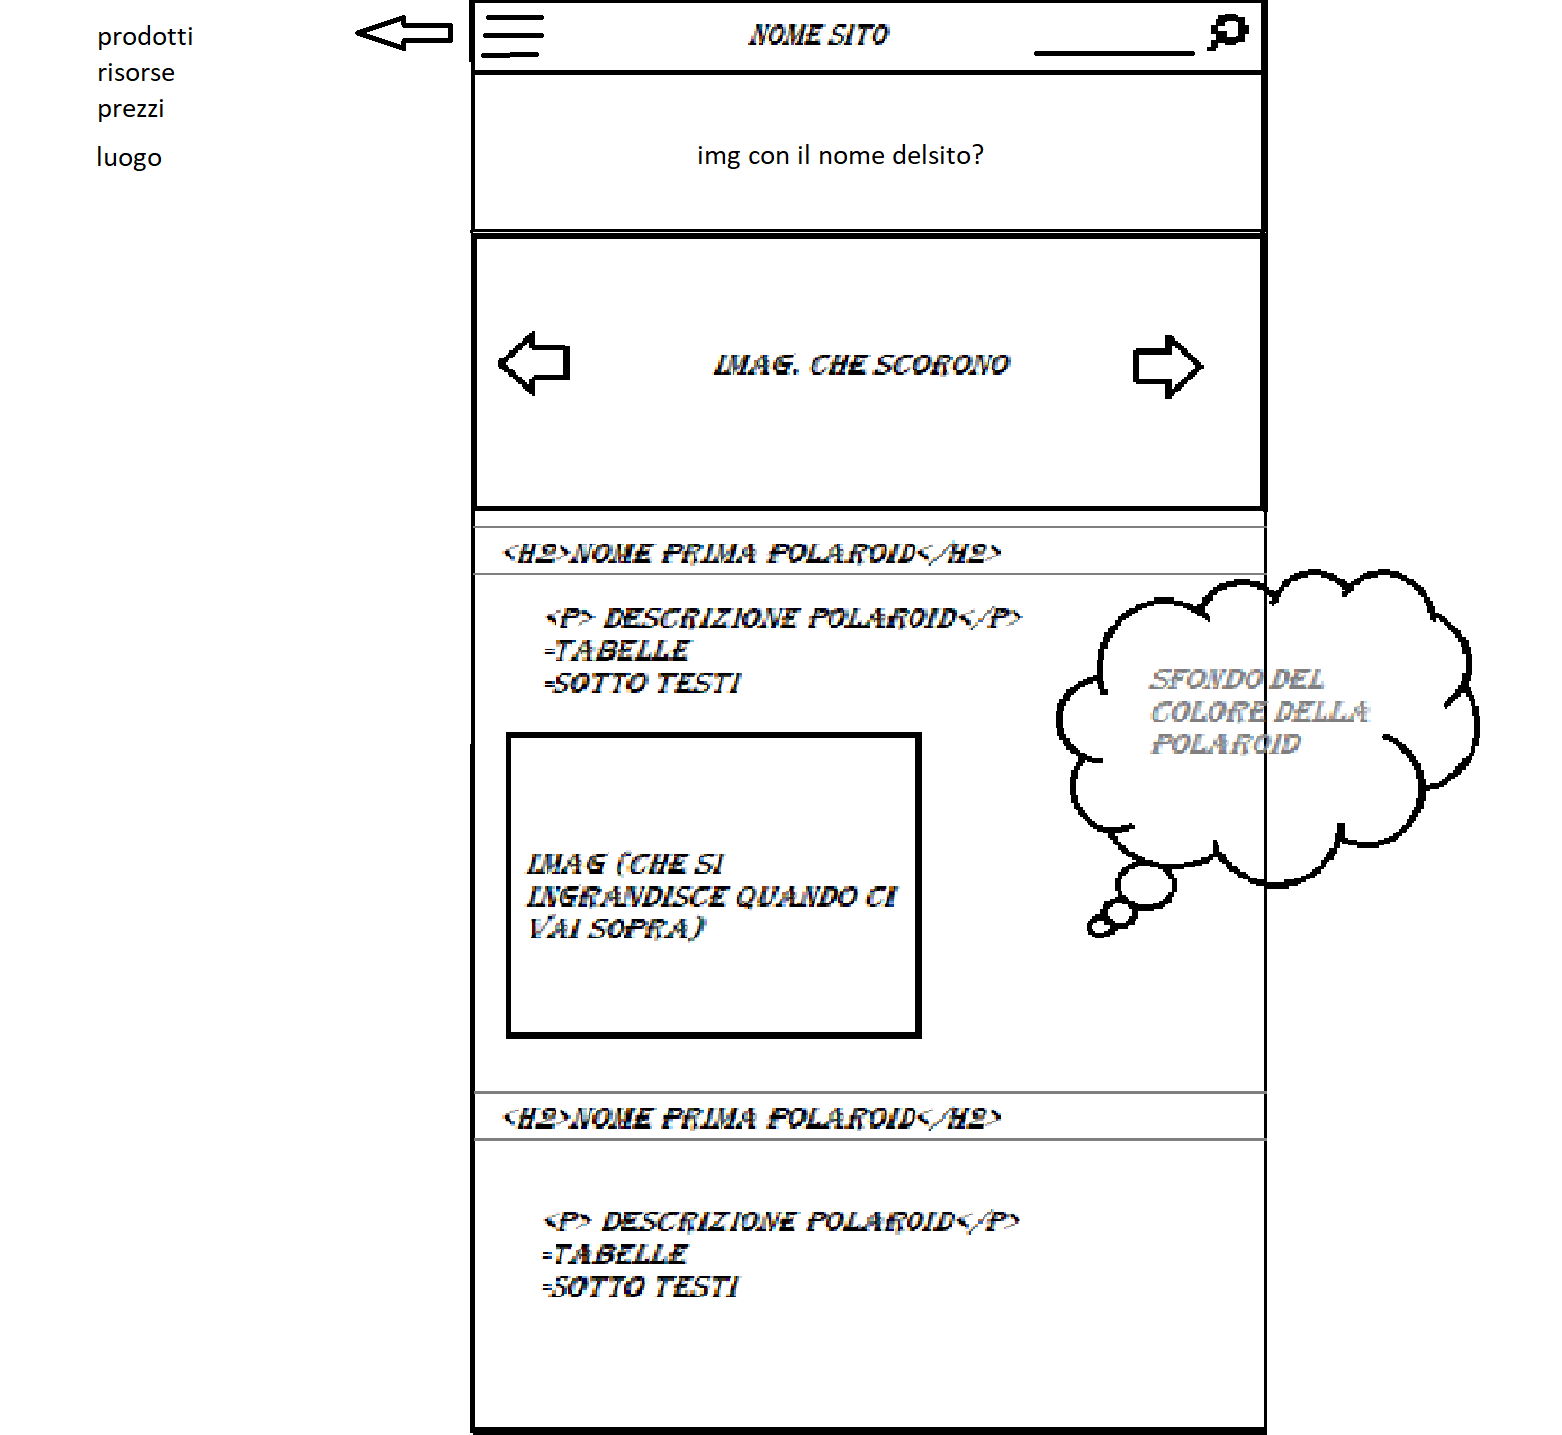 prodotti
risorse
prezzi
luogo
NOME SITO
img con il nome delsito?
IMAG. CHE SCORONO
<H2>NOME PRIMA POLAROID</H2>
<P> DESCRIZIONE POLAROID</P>
=TABELLE
=SOTTO TESTI
SFONDO DEL
COLORE DELLA
POLAROID
IMAG (CHE SI
INGRANDISCE QUANDO CI
VAI SOPRA)
<H2>NOME PRIMA POLAROID</H2>
<P> DESCRIZIONE POLAROID</P>
=TABELLE
=SOTTO TESTI